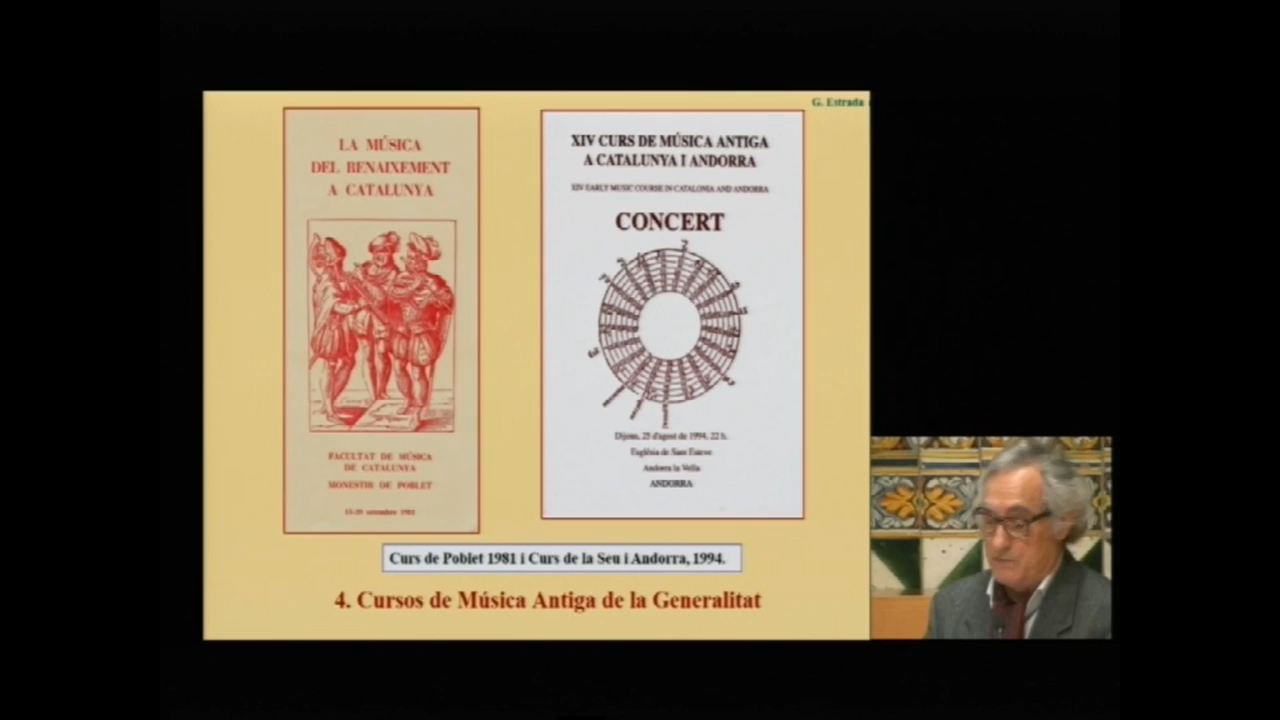 G. Estrada
LA MÚSICA
DEL RENAIXEMENT
A CATALUNYA
FACULTAT DE MÚSICA
DE CATALUNYA
MONESTIR DE POBLET
setembre 1981
XIV CURS DE MÚSICA ANTIGA
A CATALUNYA I ANDORRA
XIV EARLY MUSIC COURSE IN CATALONIA AND ANDORRA
CONCERT
Dijous, 25 d'agost de 1994, 22 h.
Església de Sant Esteve
Andorra la Vella
ANDORRA
Curs de Poblet 1981 i Curs de la Seu i Andorra, 1994.
4. Cursos de Música Antiga de la Generalitat